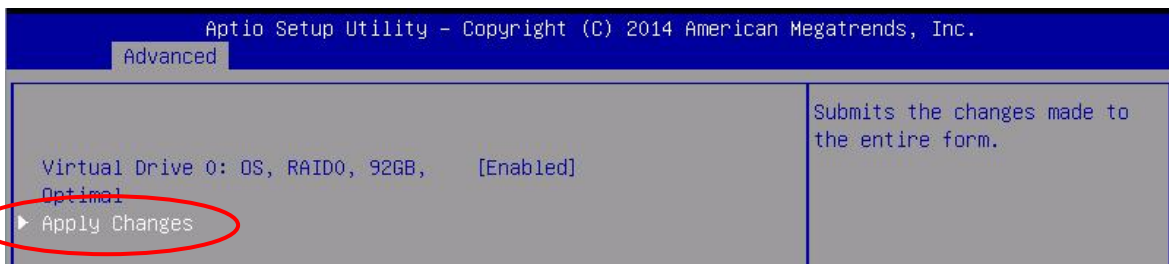 Aptio Setup Utility – Copyright (C) 2014 American Megatrends, Inc.
Advanced
Virtual Drive 0: OS, RAID0, 92GB, [Enabled]
Optimal
Apply Changes
Submits the changes made to
the entire form.